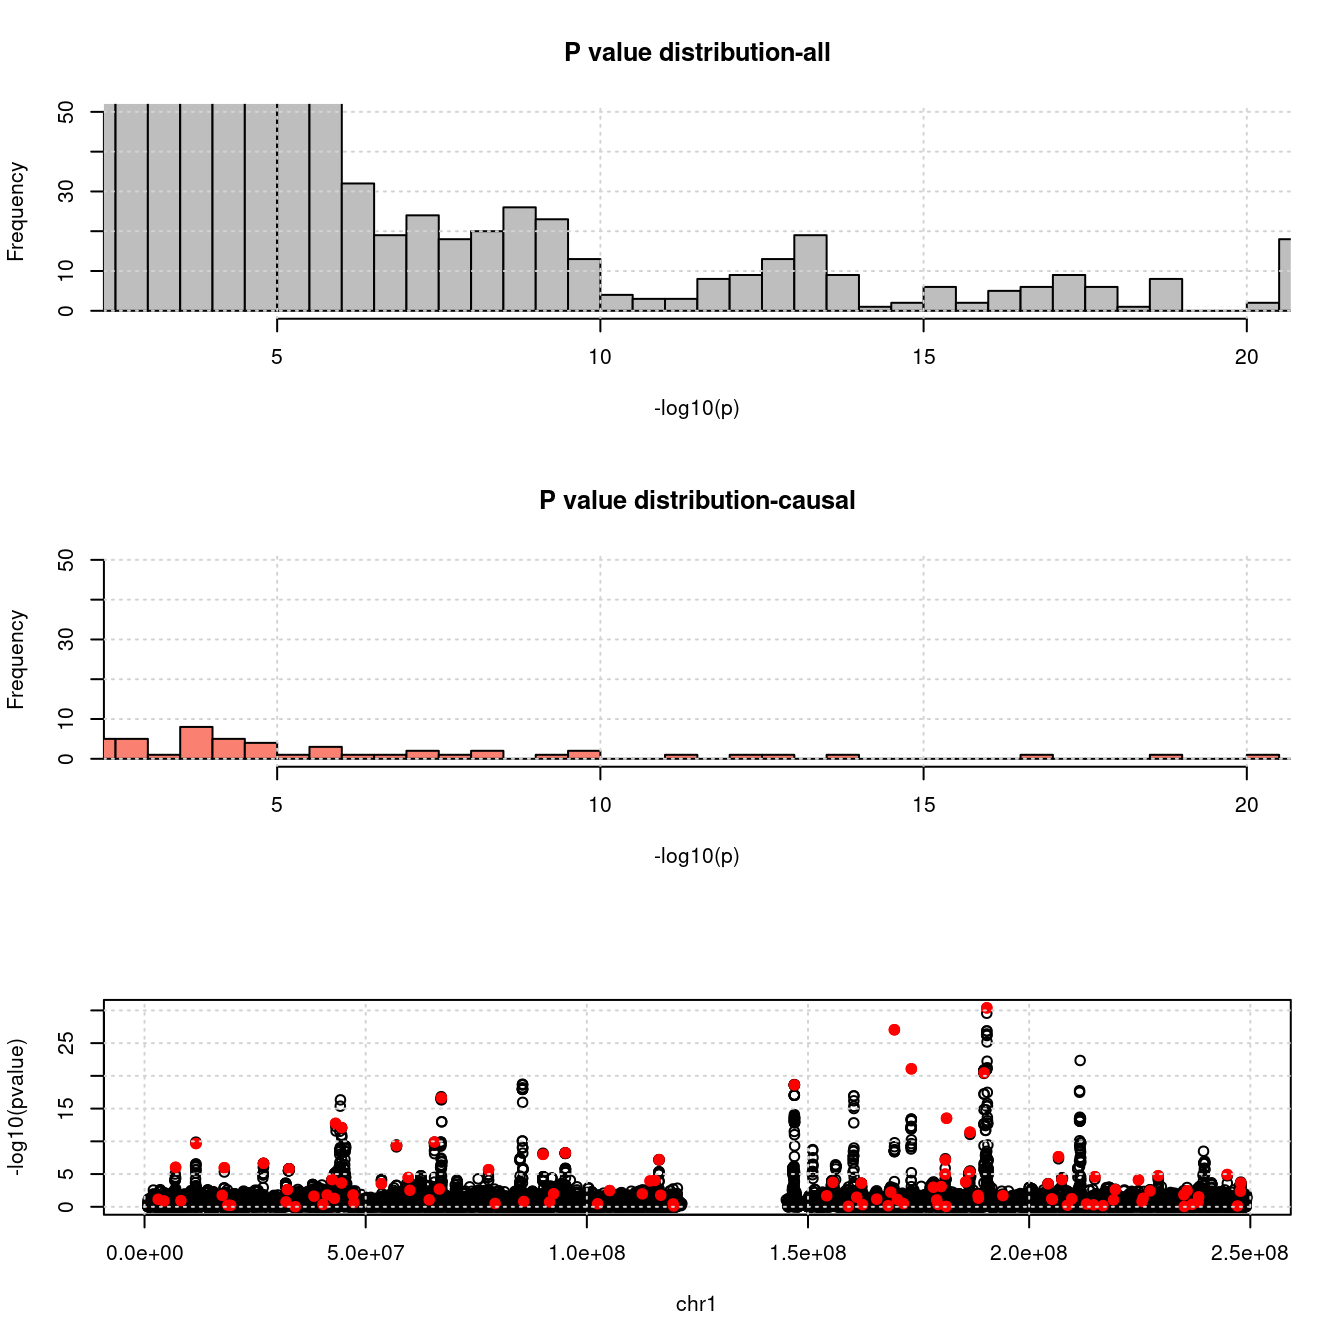 P value distribution-all
Frequency
50
30
10
0
5 10 15 20
-log10(p)
P value distribution-causal
Frequency
50
30
10
0
5 10 15 20
-log10(p)
-log10(pvalue)
25
15
5
0
0.0e+00 5.0e+07 1.0e+08 1.5e+08 2.0e+08 2.5e+08
chr1